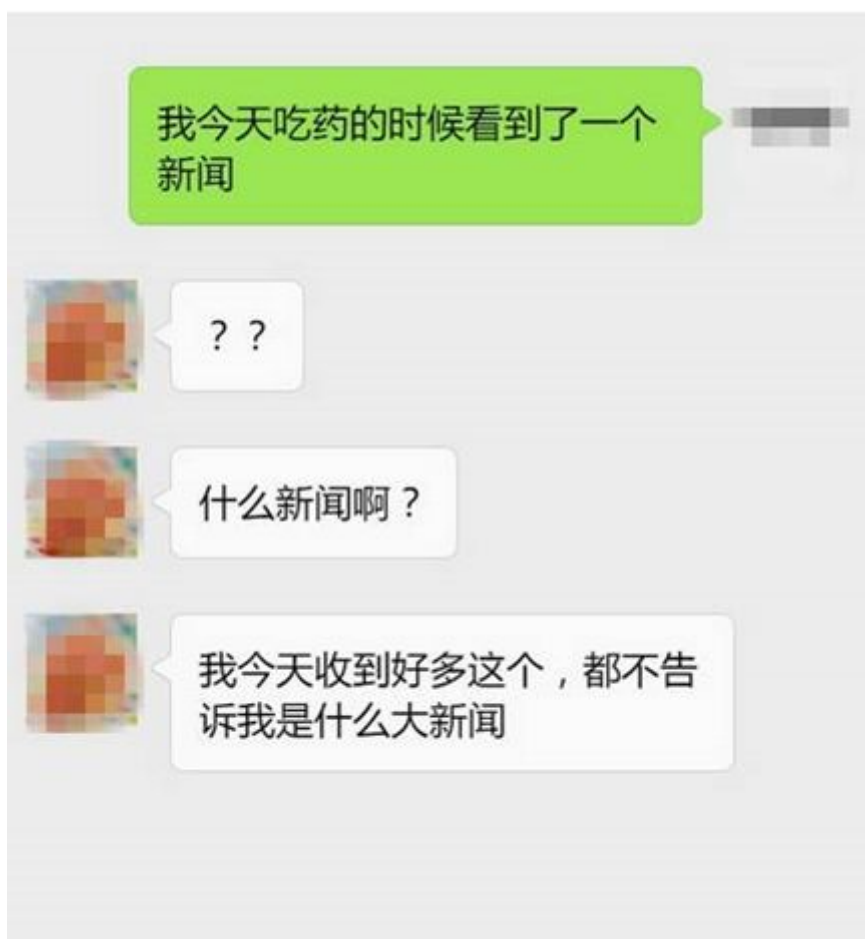 我今天吃药的时候看到了一个
新闻
？？
什么新闻啊？
我今天收到好多这个，都不告
诉我是什么大新闻